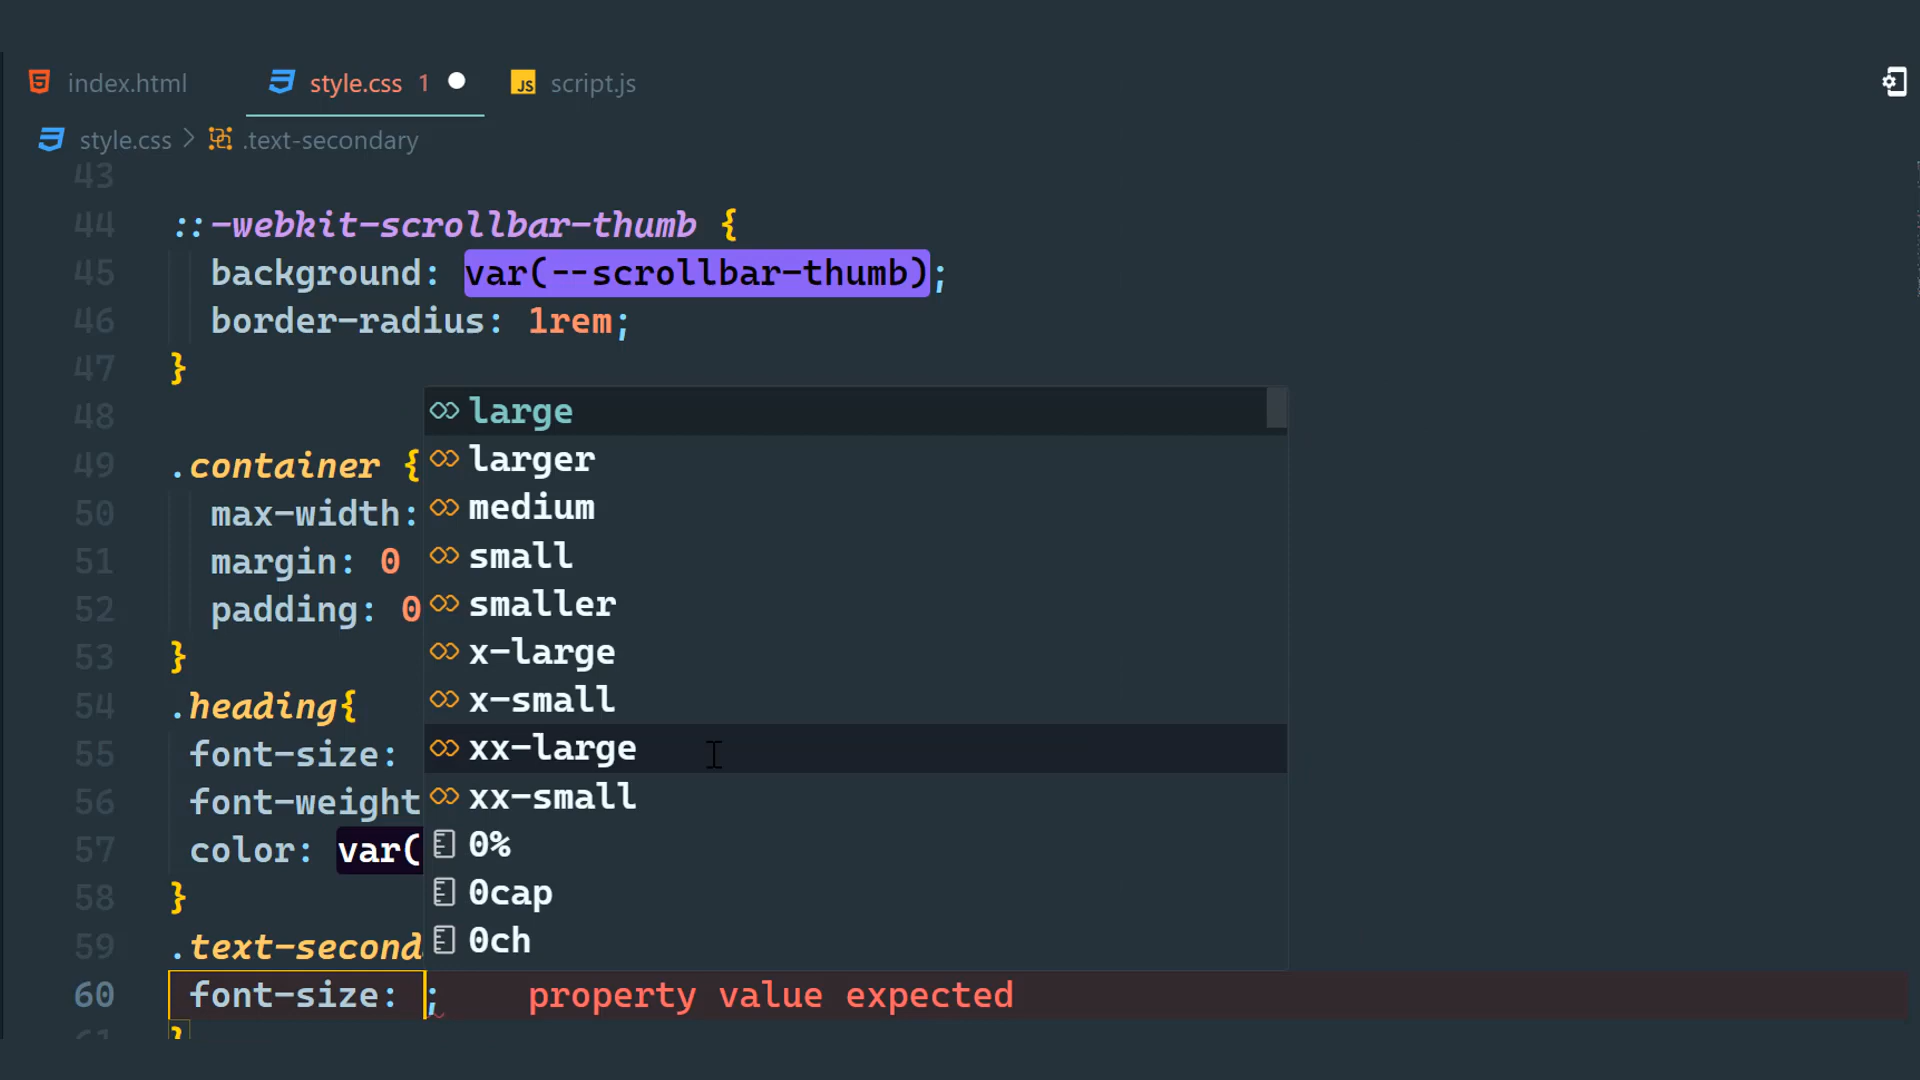 index.html style.css 1 JS script.js
style.css > .text-secondary
43
44 ::-webkit-scrollbar-thumb {
45 background: var(--scrollbar-thumb);
46 border-radius: 1rem;
47 }
48
49 .container {
50 max-width:
51 margin: 0
52 padding: 0
53 }
54 .heading{
55 font-size:
56 font-weight
57 color: var(
58 }
59 .text-second
60 font-size: ; property value expected
61 }
large
larger
medium
small
smaller
x-large
x-small
xx-large
xx-small
0%
0cap
0ch